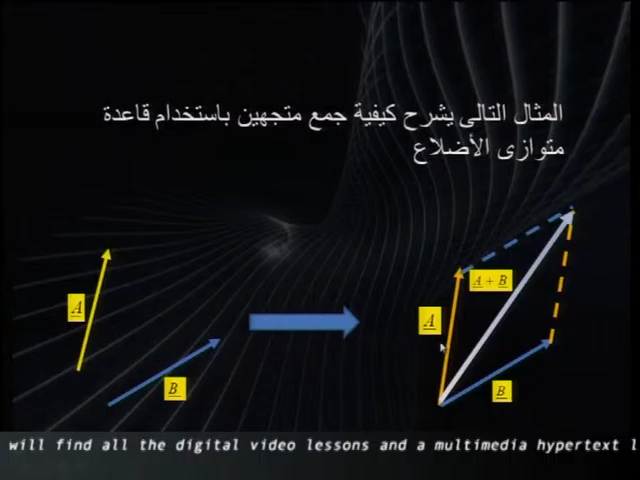 المثال التالى يشرح كيفية جمع متجهين باستخدام قاعدة
متوازى الأضلاع
A + B
A
A
B
B
will find all the digital video lessons and a multimedia hypertext l